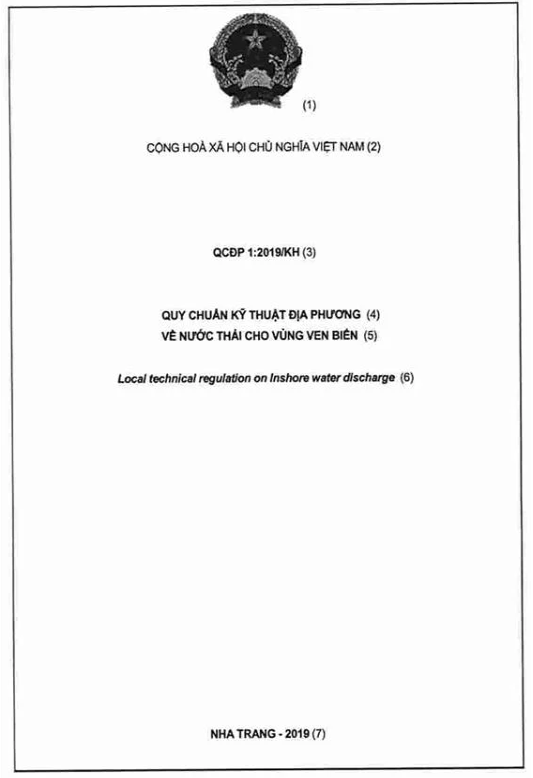 (1)
CỘNG HOÀ XÃ HỘI CHỦ NGHĨA VIỆT NAM (2)
QCĐP 1:2019/KH (3)
QUY CHUẨN KỸ THUẬT ĐỊA PHƯƠNG (4)
VỀ NƯỚC THẢI CHO VÙNG VEN BIỂN (5)
Local technical regulation on Inshore water discharge (6)
NHA TRANG - 2019 (7)